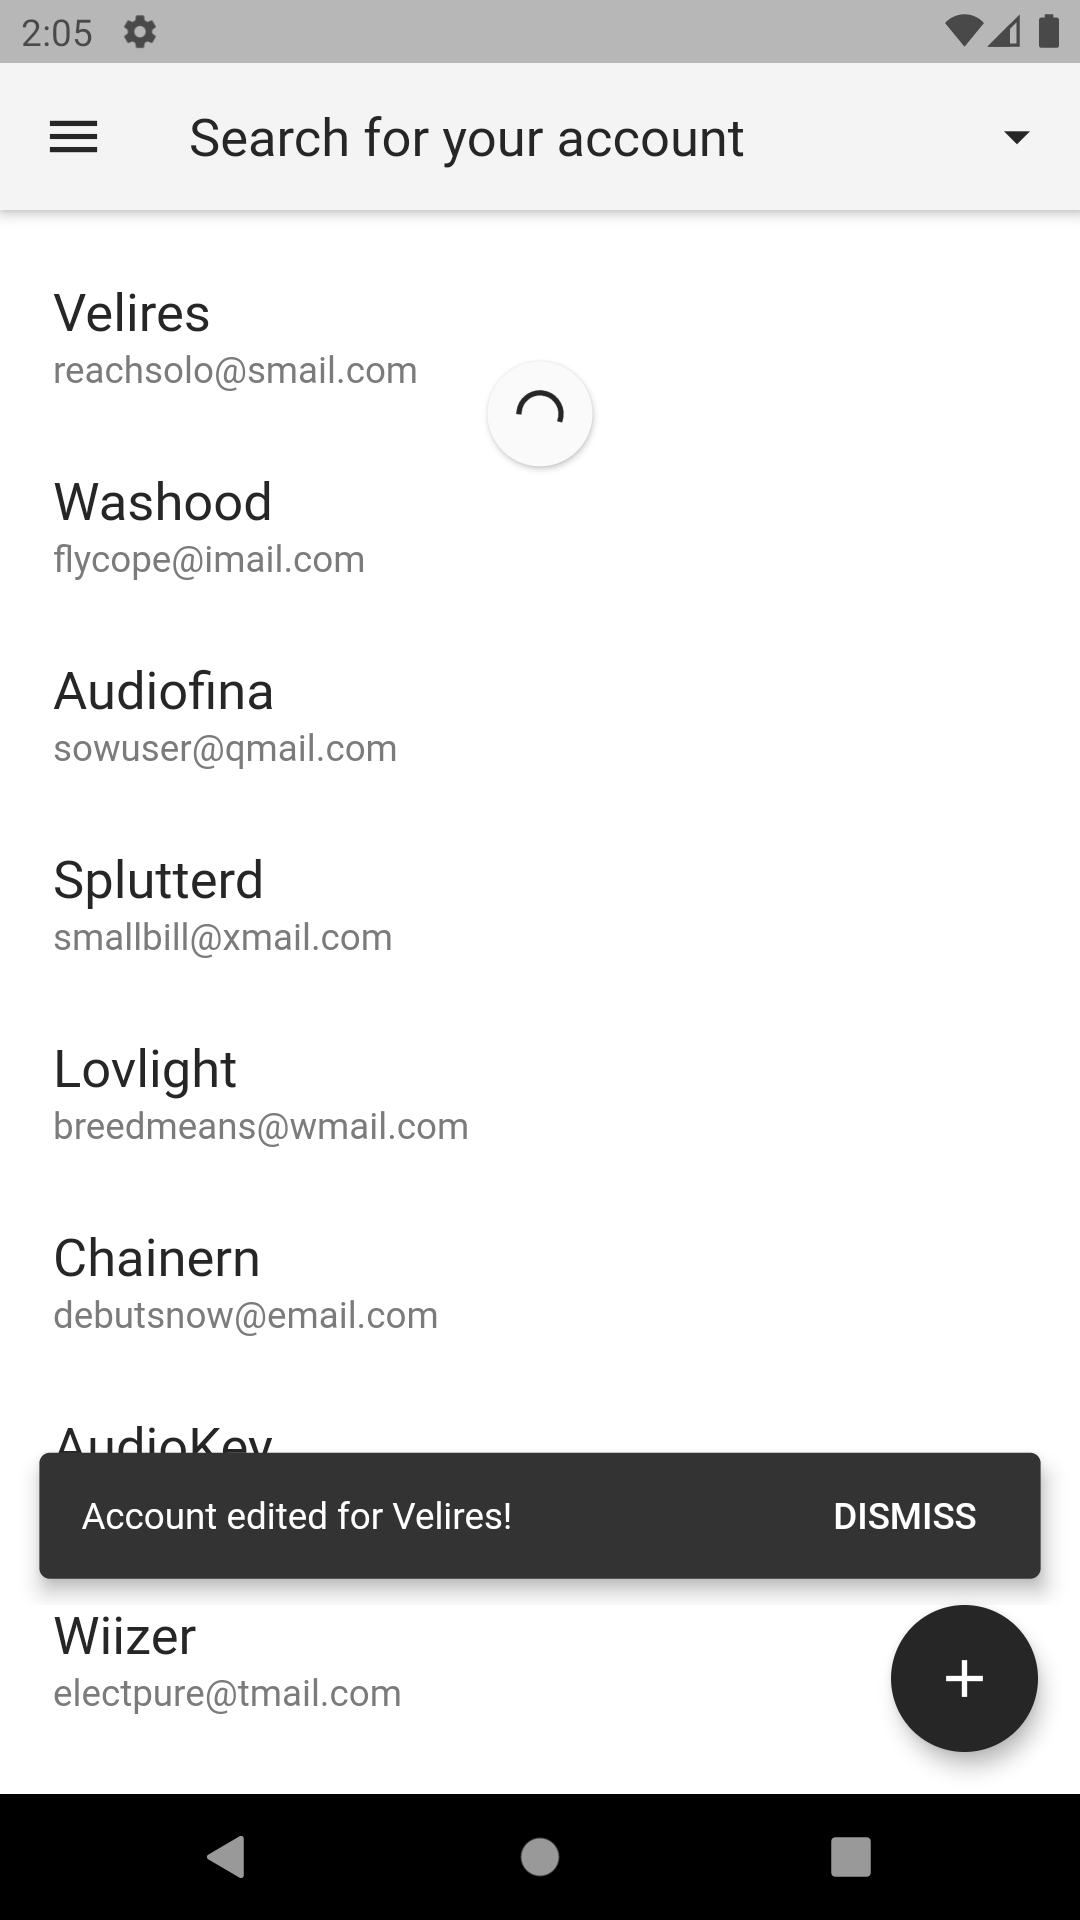 2:05
Search for your account
Velires
reachsolo@smail.com
Washood
flycope@imail.com
Audiofina
sowuser@qmail.com
Splutterd
smallbill@xmail.com
Lovlight
breedmeans@wmail.com
Chainern
debutsnow@email.com
AudioKey
Account edited for Velires!
DISMISS
Wiizer
electpure@tmail.com